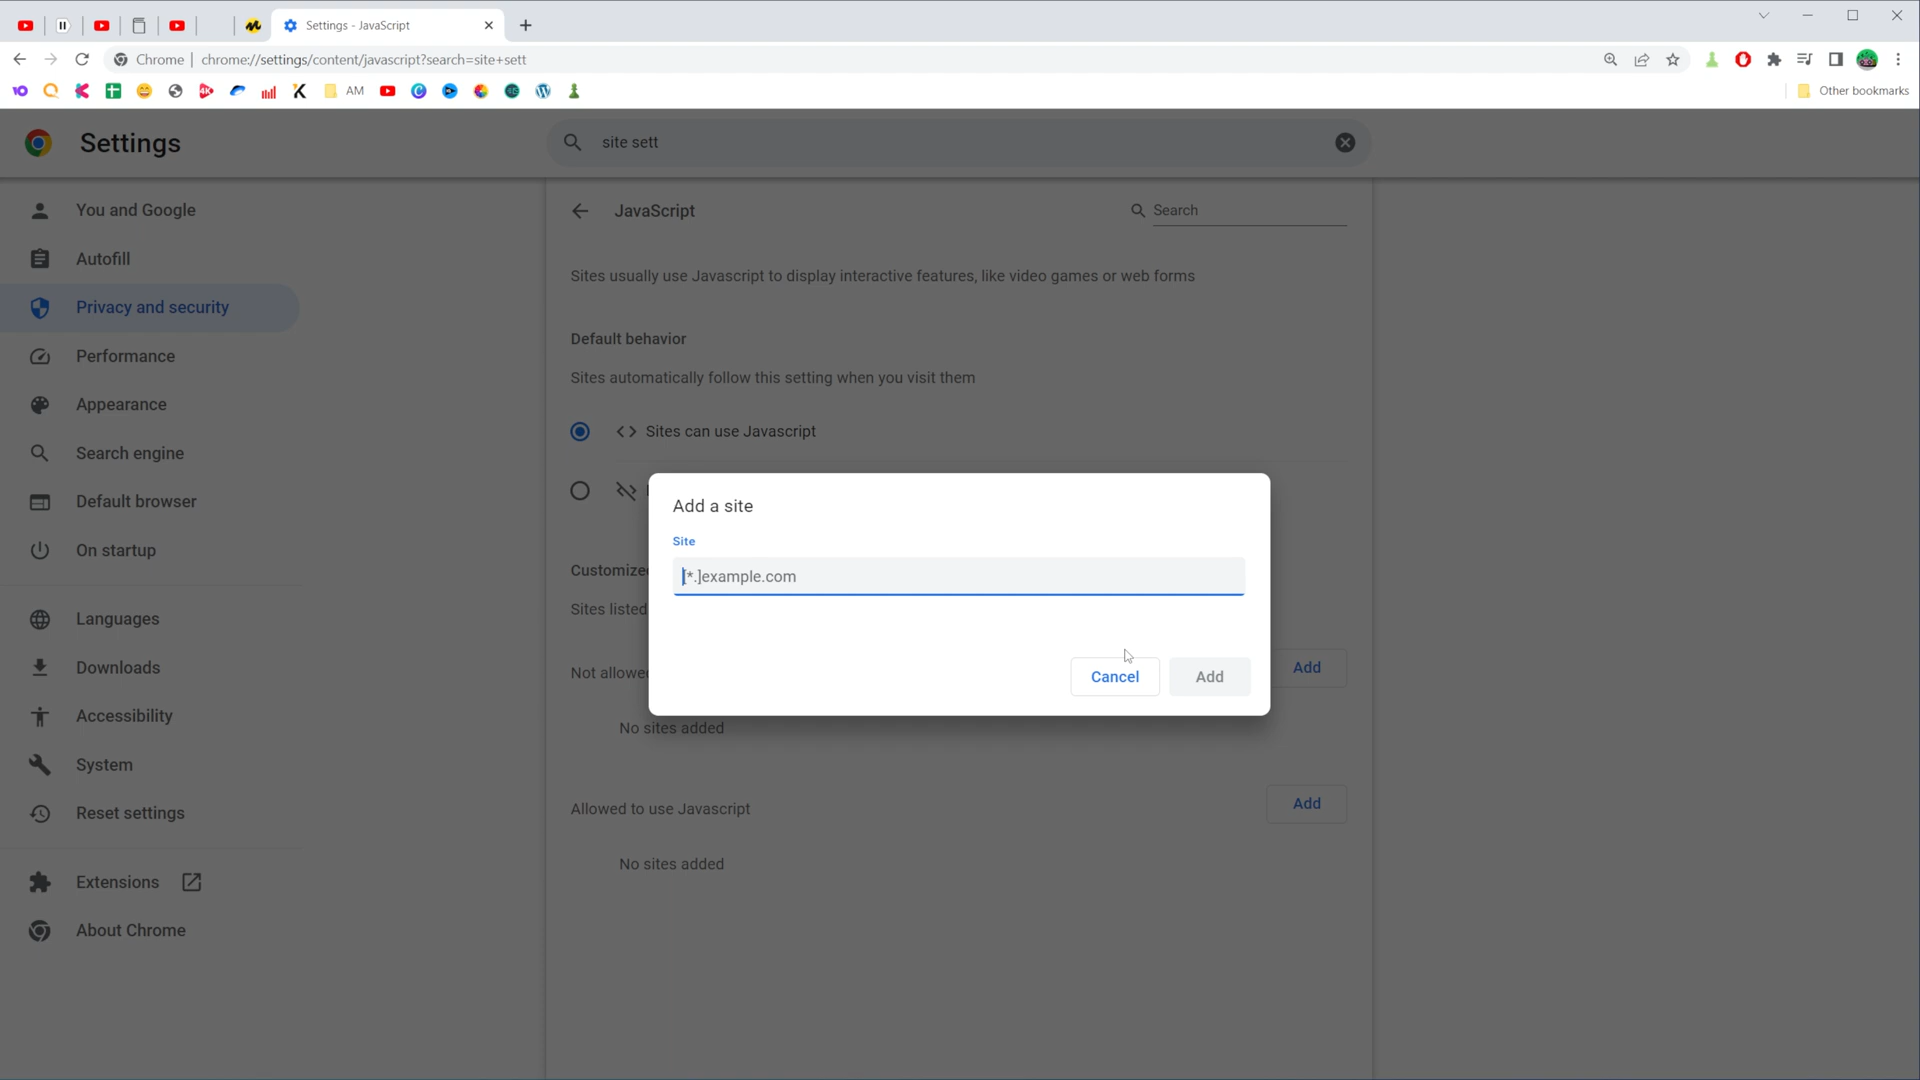 Settings - JavaScript
Chrome
chrome://settings/content/javascript?search=site+sett
AM
Other bookmarks
Settings
site sett
You and Google
Autofill
Privacy and security
Performance
Appearance
Search engine
Default browser
On startup
Languages
Downloads
Accessibility
System
Reset settings
Extensions
About Chrome
JavaScript
Search
Sites usually use Javascript to display interactive features, like video games or web forms
Default behavior
Sites automatically follow this setting when you visit them
Sites can use Javascript
Customized
Sites listed
Not allowed
Add
No sites added
Allowed to use Javascript
Add
No sites added
Add a site
Site
[*.]example.com
Cancel
Add